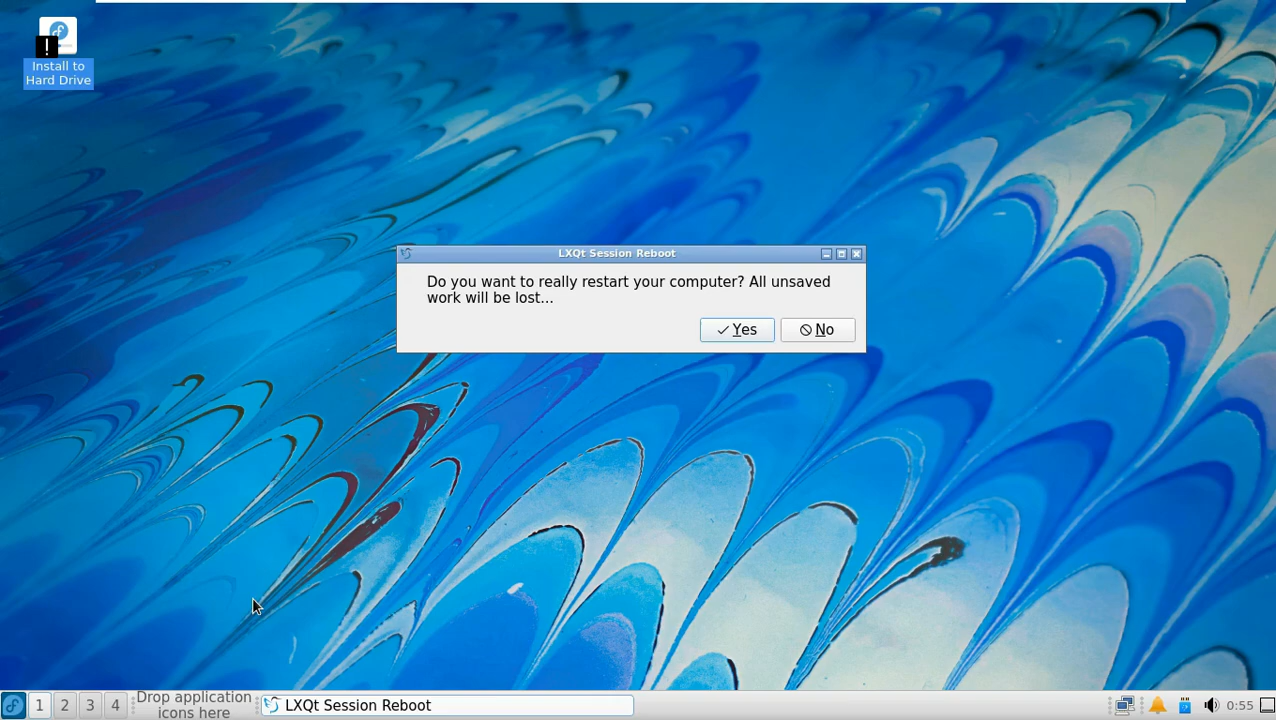 Install to
Hard Drive
LXQt Session Reboot
Do you want to really restart your computer? All unsaved
work will be lost...
Yes
No
1
2
3
4
Drop application
icons here
LXQt Session Reboot
0:55